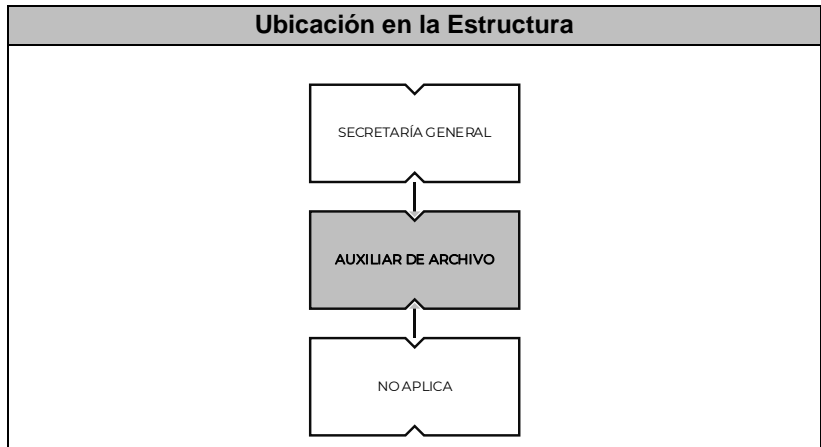 Ubicación en la Estructura
SECRETARÍA GENERAL
AUXILIAR DE ARCHIVO
NO APLICA